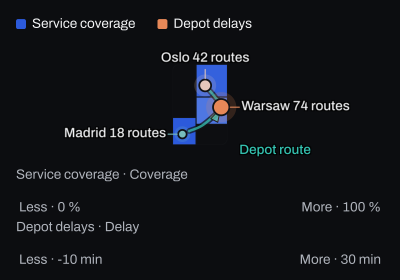 Service coverage
Depot delays
Oslo 42 routes
Warsaw 74 routes
Madrid 18 routes
Depot route
Service coverage · Coverage
Less · 0 %
More · 100 %
Depot delays · Delay
Less · -10 min
More · 30 min